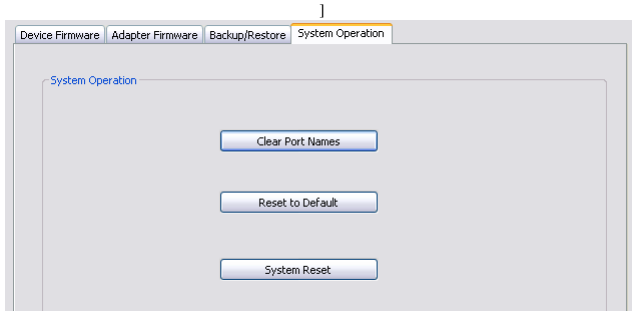 ]
Device Firmware Adapter Firmware Backup/Restore System Operation
System Operation
Clear Port Names
Reset to Default
System Reset